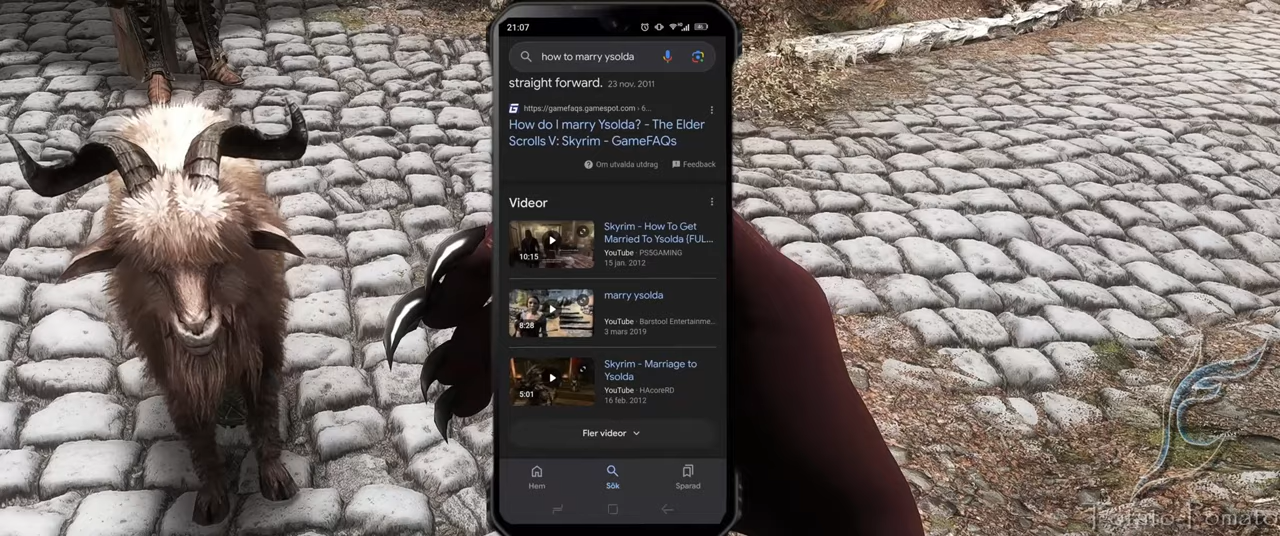 21:07
how to marry ysolda
straight forward. 23 nov. 2011
https://gamefaqs.gamespot.com › 6...
How do I marry Ysolda? - The Elder
Scrolls V: Skyrim - GameFAQs
Om utvalda utdrag
Feedback
Videor
Skyrim - How To Get
Married To Ysolda (FUL...
10:15
YouTube · PS5GAMING
15 jan. 2012
marry ysolda
8:28
YouTube · Barstool Entertainme...
3 mars 2019
Skyrim - Marriage to
Ysolda
5:01
YouTube · HAcoreRD
16 feb. 2012
Fler videor
Hem
Sök
Sparad
Potato-Pomato